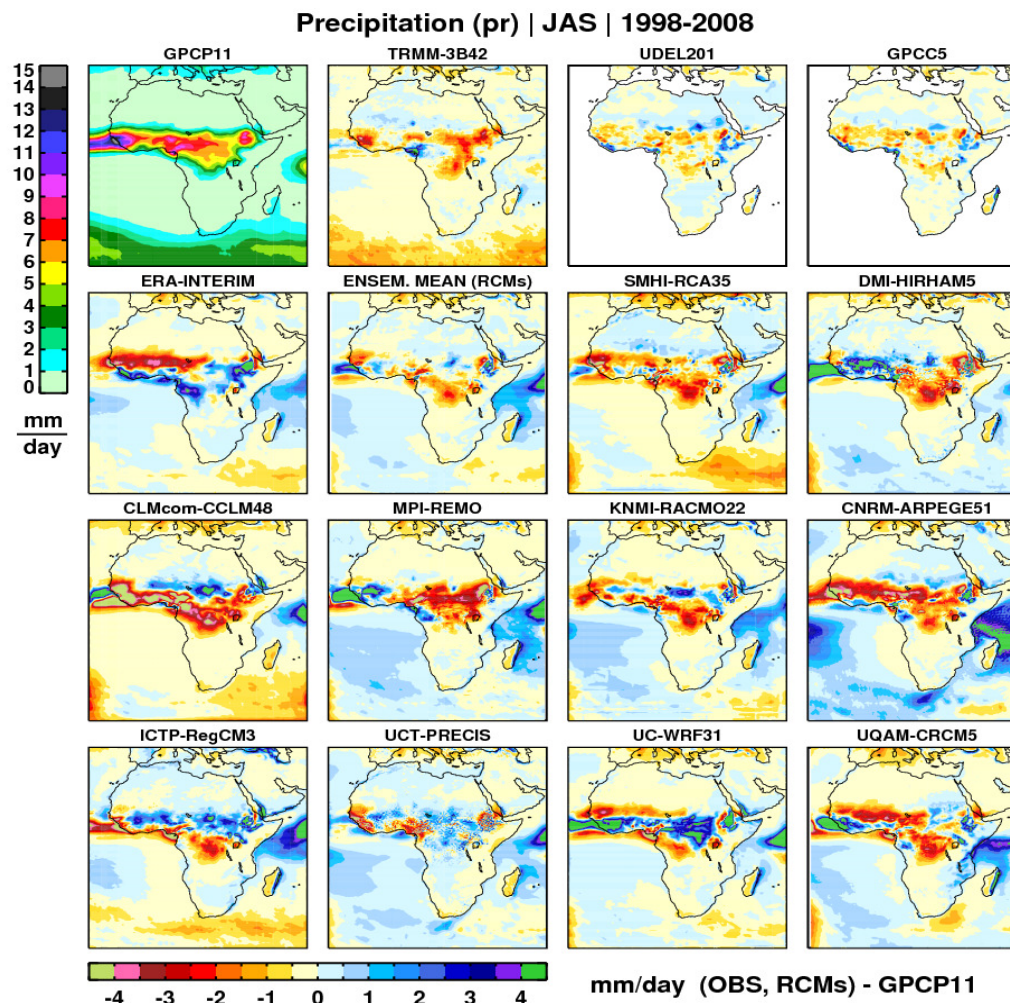 Precipitation (pr) | JAS | 1998-2008
GPCP11 TRMM-3B42 UDEL201 GPCC5
15
14
13
12
11
10
9
8
7
6
5
4
3
2
1
0
mm
day
ERA-INTERIM ENSEM. MEAN (RCMs) SMHI-RCA35 DMI-HIRHAM5
CLMcom-CCLM48 MPI-REMO KNMI-RACMO22 CNRM-ARPEGE51
ICTP-RegCM3 UCT-PRECIS UC-WRF31 UQAM-CRCM5
-4 -3 -2 -1 0 1 2 3 4
mm/day (OBS, RCMs) - GPCP11